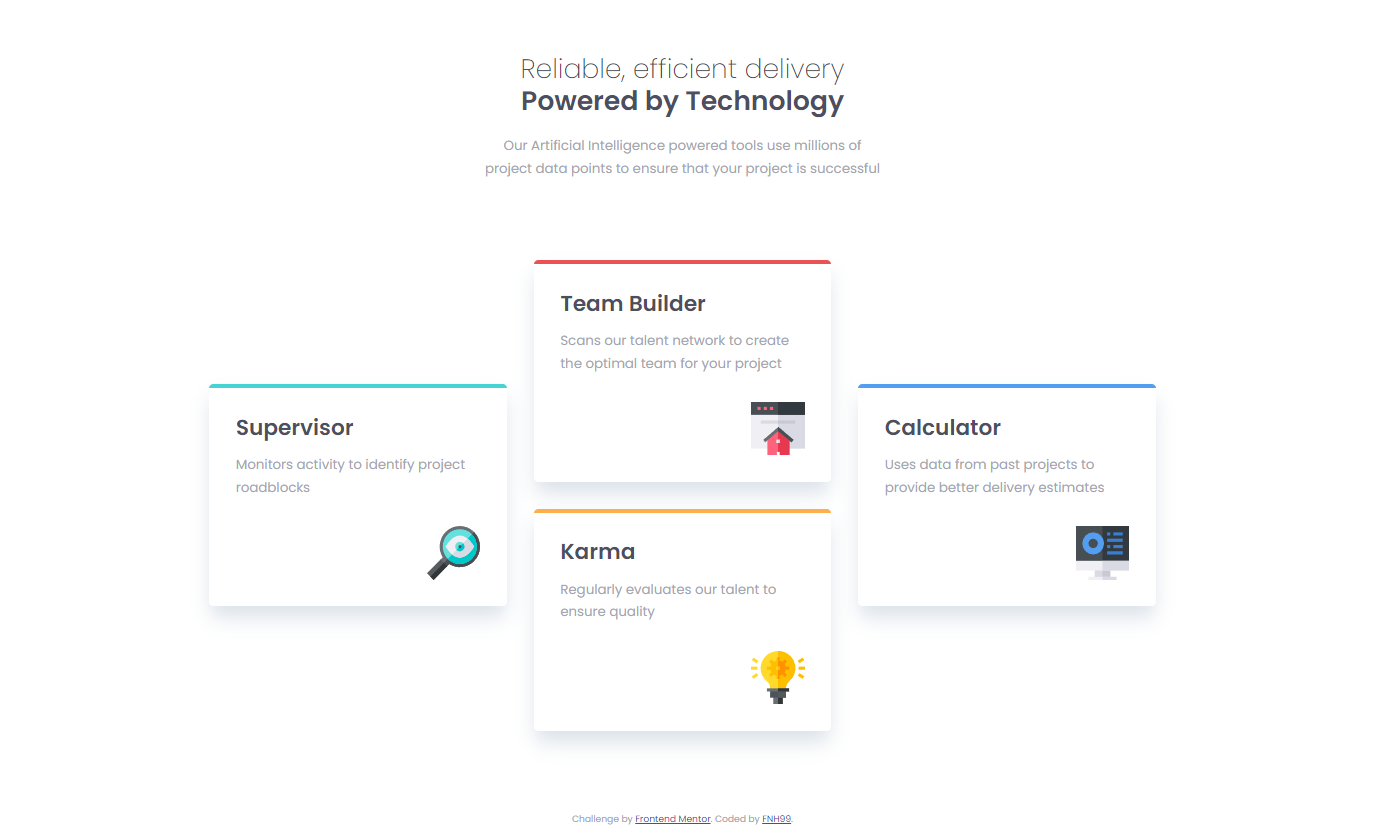 Reliable, efficient delivery
Powered by Technology
Our Artificial Intelligence powered tools use millions of
project data points to ensure that your project is successful
Supervisor
Monitors activity to identify project
roadblocks
Team Builder
Scans our talent network to create
the optimal team for your project
Karma
Regularly evaluates our talent to
ensure quality
Calculator
Uses data from past projects to
provide better delivery estimates
Challenge by Frontend Mentor. Coded by FNH99.